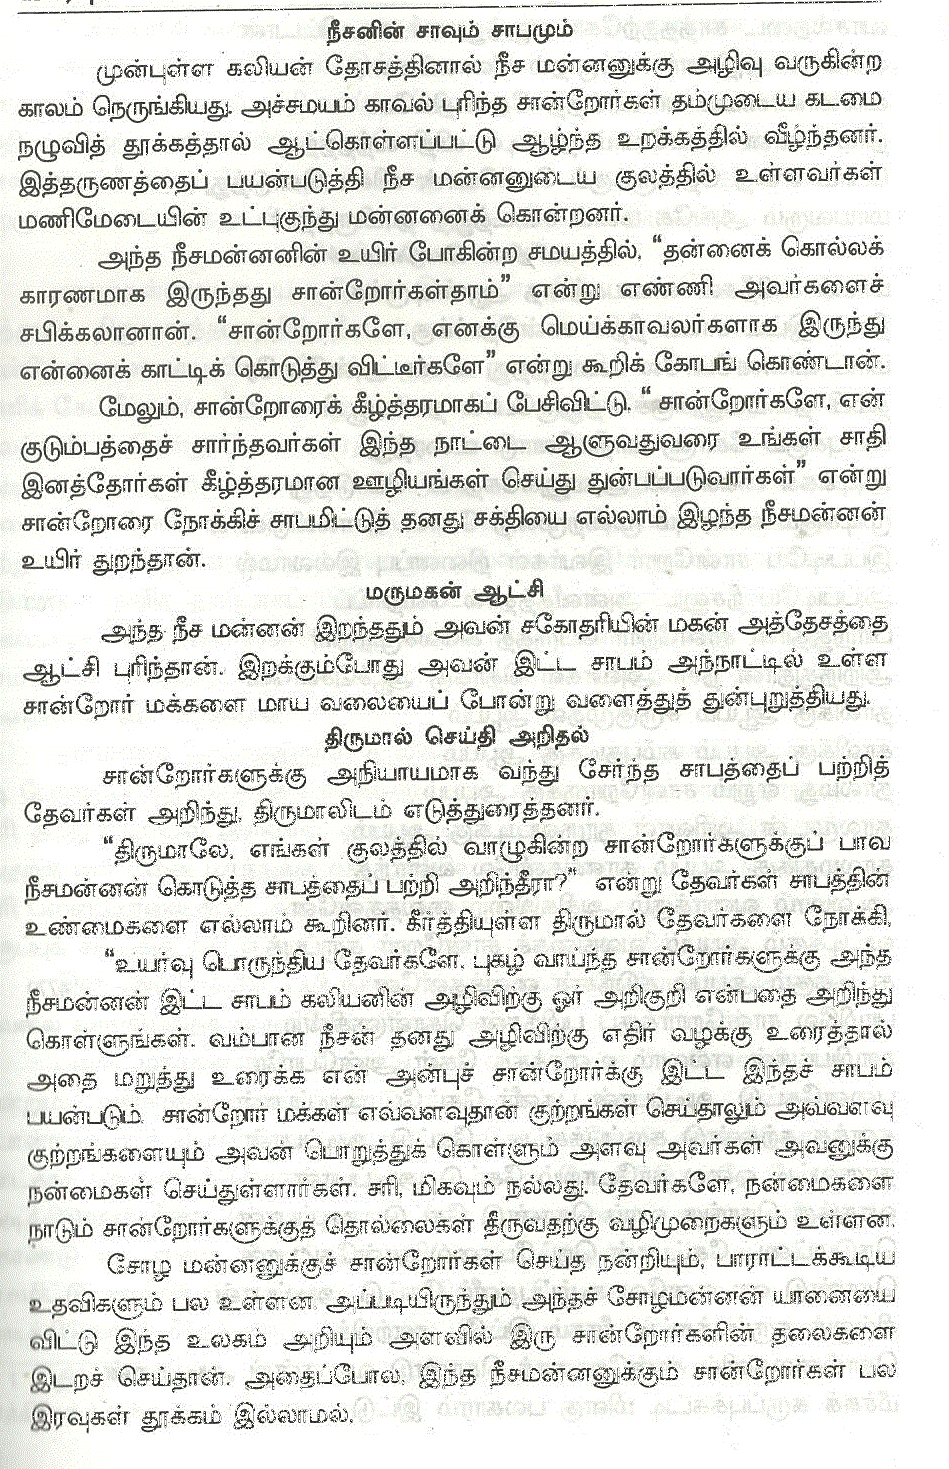 நீசனின் சாவும் சாபமும்
முன்புள்ள கலியன் தோசத்தினால் நீச மன்னனுக்கு அழிவு வருகின்ற
காலம் நெருங்கியது. அச்சமயம் காவல் புரிந்த சான்றோர்கள் தம்முடைய கடமை
நழுவித் தூக்கத்தால் ஆட்கொள்ளப்பட்டு ஆழ்ந்த உறக்கத்தில் வீழ்ந்தனர்.
இத்தருணத்தைப் பயன்படுத்தி நீச மன்னனுடைய குலத்தில் உள்ளவர்கள்
மணிமேடையின் உட்புகுந்து மன்னனைக் கொன்றனர்.
அந்த நீசமன்னனின் உயிர் போகின்ற சமயத்தில், "தன்னைக் கொல்லக்
காரணமாக இருந்தது சான்றோர்கள்தாம்" என்று எண்ணி அவர்களைச்
சபிக்கலானான். "சான்றோர்களே, எனக்கு மெய்க்காவலர்களாக இருந்து
என்னைக் காட்டிக் கொடுத்து விட்டீர்களே" என்று கூறிக் கோபங் கொண்டான்.
மேலும், சான்றோரைக் கீழ்த்தரமாகப் பேசிவிட்டு, "சான்றோர்களே, என்
குடும்பத்தைச் சார்ந்தவர்கள் இந்த நாட்டை ஆளுவதுவரை உங்கள் சாதி
இனத்தோர்கள் கீழ்த்தரமான ஊழியங்கள் செய்து துன்பப்படுவார்கள்" என்று
சான்றோரை நோக்கிச் சாபமிட்டுத் தனது சக்தியை எல்லாம் இழந்த நீசமன்னன்
உயிர் துறந்தான்.
மருமகன் ஆட்சி
அந்த நீச மன்னன் இறந்ததும் அவன் சகோதரியின் மகன் அத்தேசத்தை
ஆட்சி புரிந்தான். இறக்கும்போது அவன் இட்ட சாபம் அந்நாட்டில் உள்ள
சான்றோர் மக்களை மாய வலையைப் போன்று வளைத்துத் துன்புறுத்தியது.
திருமால் செய்தி அறிதல்
சான்றோர்களுக்கு அநியாயமாக வந்து சேர்ந்த சாபத்தைப் பற்றித்
தேவர்கள் அறிந்து, திருமாலிடம் எடுத்துரைத்தனர்.
"திருமாலே, எங்கள் குலத்தில் வாழுகின்ற சான்றோர்களுக்குப் பாவ
நீசமன்னன் கொடுத்த சாபத்தைப் பற்றி அறிந்தீரா?" என்று தேவர்கள் சாபத்தின்
உண்மைகளை எல்லாம் கூறினர். கீர்த்தியுள்ள திருமால் தேவர்களை நோக்கி,
"உயர்வு பொருந்திய தேவர்களே, புகழ் வாய்ந்த சான்றோர்களுக்கு அந்த
நீசமன்னன் இட்ட சாபம் கலியனின் அழிவிற்கு ஓர் அறிகுறி என்பதை அறிந்து
கொள்ளுங்கள். வம்பான நீசன் தனது அழிவிற்கு எதிர் வழக்கு உரைத்தால்
அதை மறுத்து உரைக்க என் அன்புச் சான்றோர்க்கு இட்ட இந்தச் சாபம்
பயன்படும். சான்றோர் மக்கள் எவ்வளவுதான் குற்றங்கள் செய்தாலும் அவ்வளவு
குற்றங்களையும் அவன் பொறுத்துக் கொள்ளும் அளவு அவர்கள் அவனுக்கு
நன்மைகள் செய்துள்ளார்கள். சரி, மிகவும் நல்லது. தேவர்களே, நன்மைகளை
நாடும் சான்றோர்களுக்குத் தொல்லைகள் தீருவதற்கு வழிமுறைகளும் உள்ளன.
சோழ மன்னனுக்குச் சான்றோர்கள் செய்த நன்றியும், பாராட்டக்கூடிய
உதவிகளும் பல உள்ளன. அப்படியிருந்தும் அந்தச் சோழமன்னன் யானையை
விட்டு இந்த உலகம் அறியும் அளவில் இரு சான்றோர்களின் தலைகளை
இடறச் செய்தான். அதைப்போல, இந்த நீசமன்னனுக்கும் சான்றோர்கள் பல
இரவுகள் தூக்கம் இல்லாமல்,